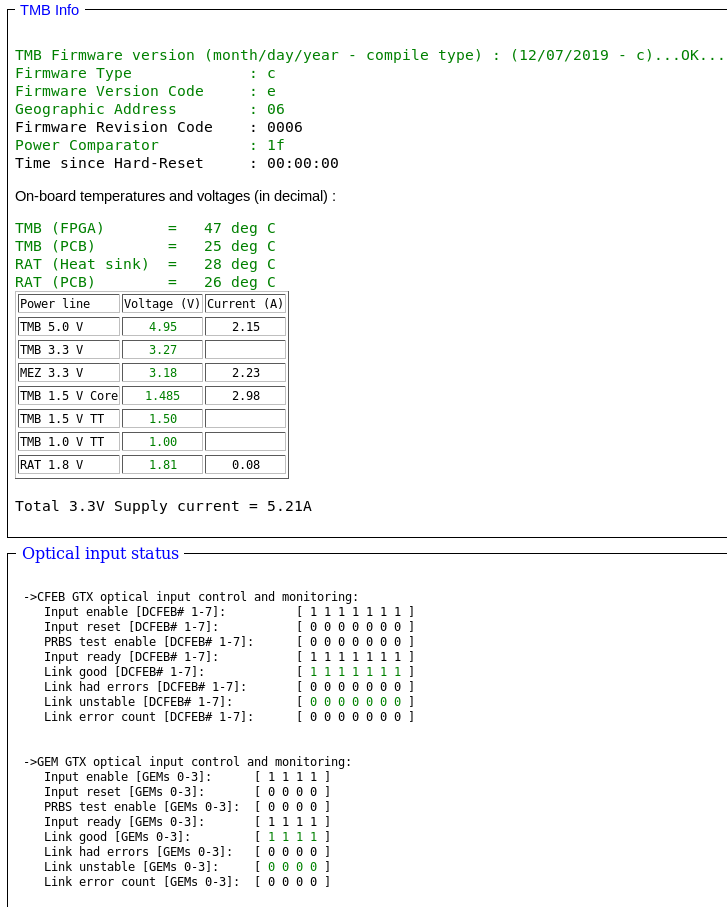 TMB Info
TMB Firmware version (month/day/year - compile type) : (12/07/2019 - c)...OK...
Firmware Type             : c
Firmware Version Code     : e
Geographic Address        : 06
Firmware Revision Code    : 0006
Power Comparator          : 1f
Time since Hard-Reset     : 00:00:00
On-board temperatures and voltages (in decimal) :
TMB (FPGA)       =   47 deg C
TMB (PCB)        =   25 deg C
RAT (Heat sink)  =   28 deg C
RAT (PCB)        =   26 deg C
Power line Voltage (V) Current (A)
TMB 5.0 V 4.95 2.15
TMB 3.3 V 3.27
MEZ 3.3 V 3.18 2.23
TMB 1.5 V Core 1.485 2.98
TMB 1.5 V TT 1.50
TMB 1.0 V TT 1.00
RAT 1.8 V 1.81 0.08
Total 3.3V Supply current = 5.21A
Optical input status
->CFEB GTX optical input control and monitoring:
Input enable [DCFEB# 1-7]:          [ 1 1 1 1 1 1 1 ]
Input reset [DCFEB# 1-7]:           [ 0 0 0 0 0 0 0 ]
PRBS test enable [DCFEB# 1-7]:      [ 0 0 0 0 0 0 0 ]
Input ready [DCFEB# 1-7]:           [ 1 1 1 1 1 1 1 ]
Link good [DCFEB# 1-7]:             [ 1 1 1 1 1 1 1 ]
Link had errors [DCFEB# 1-7]:       [ 0 0 0 0 0 0 0 ]
Link unstable [DCFEB# 1-7]:         [ 0 0 0 0 0 0 0 ]
Link error count [DCFEB# 1-7]:      [ 0 0 0 0 0 0 0 ]
->GEM GTX optical input control and monitoring:
Input enable [GEMs 0-3]:      [ 1 1 1 1 ]
Input reset [GEMs 0-3]:       [ 0 0 0 0 ]
PRBS test enable [GEMs 0-3]:  [ 0 0 0 0 ]
Input ready [GEMs 0-3]:       [ 1 1 1 1 ]
Link good [GEMs 0-3]:         [ 1 1 1 1 ]
Link had errors [GEMs 0-3]:   [ 0 0 0 0 ]
Link unstable [GEMs 0-3]:     [ 0 0 0 0 ]
Link error count [GEMs 0-3]:  [ 0 0 0 0 ]